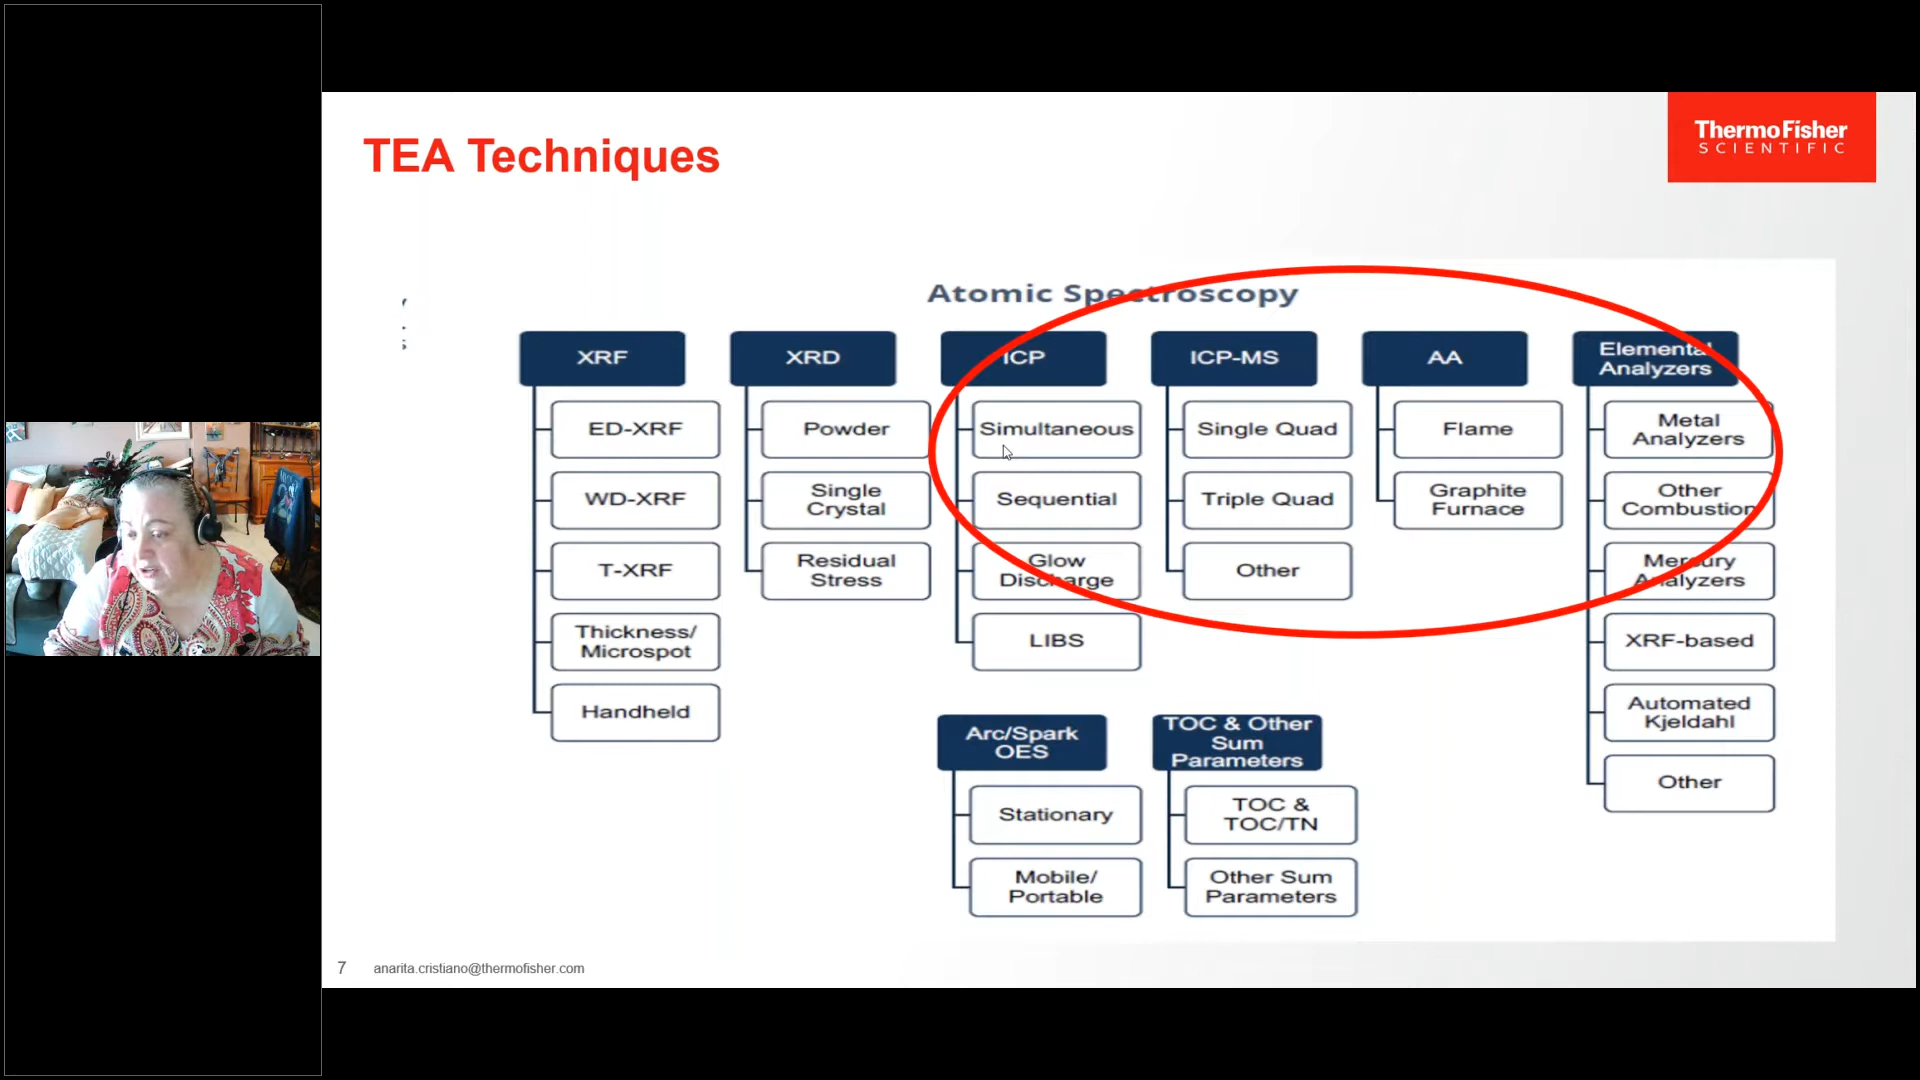 TEA Techniques
ThermoFisher
SCIENTIFIC
Atomic Spectroscopy
XRF
ED-XRF
WD-XRF
T-XRF
Thickness/
Microspot
Handheld
XRD
Powder
Single
Crystal
Residual
Stress
ICP
Simultaneous
Sequential
Glow
Discharge
LIBS
ICP-MS
Single Quad
Triple Quad
Other
AA
Flame
Graphite
Furnace
Elemental
Analyzers
Metal
Analyzers
Other
Combustion
Mercury
Analyzers
XRF-based
Automated
Kjeldahl
Other
Arc/Spark
OES
Stationary
Mobile/
Portable
TOC & Other
Sum
Parameters
TOC &
TOC/TN
Other Sum
Parameters
7
anarita.cristiano@thermofisher.com